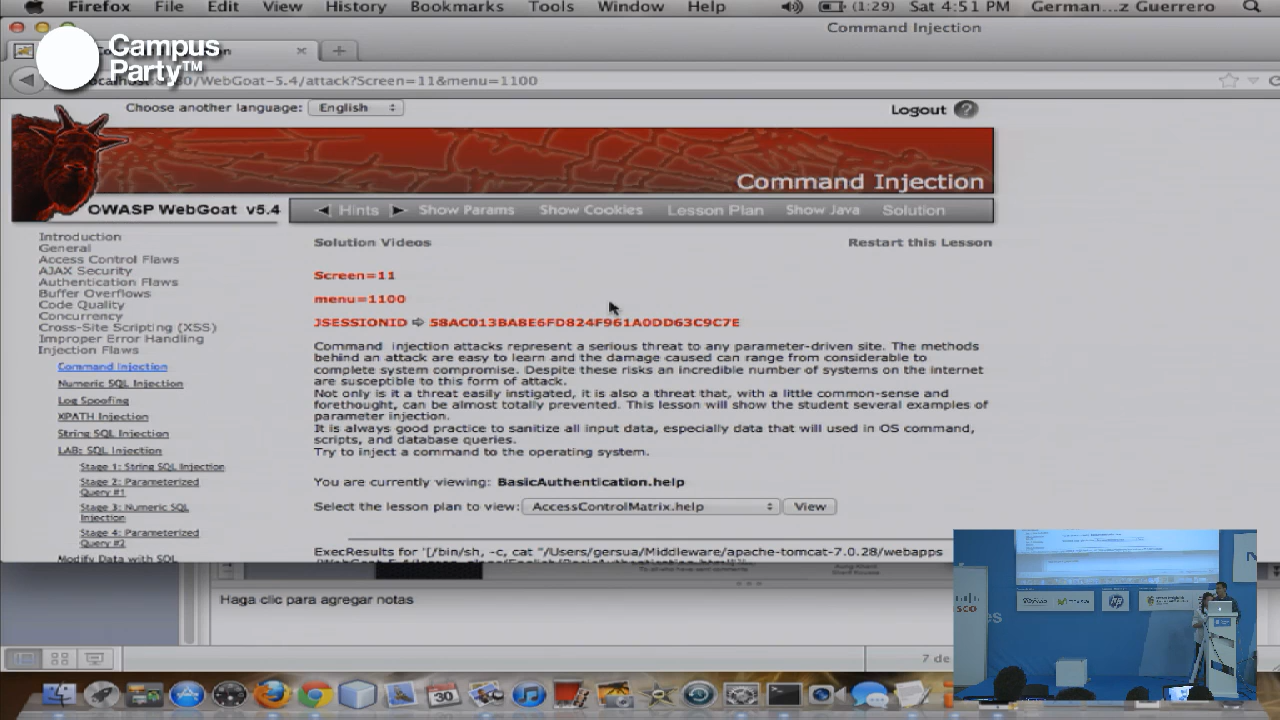 Firefox File Edit View History Bookmarks Tools Window Help (1:29) Sat 4:51 PM German...z Guerrero
Command Injection
Campus
Party™
/WebGoat-5.4/attack?Screen=11&menu=1100
Choose another language: English
Logout ?
Command Injection
OWASP WebGoat v5.4
Hints Show Params Show Cookies Lesson Plan Show Java Solution
Introduction
General
Access Control Flaws
AJAX Security
Authentication Flaws
Buffer Overflows
Code Quality
Concurrency
Cross-Site Scripting (XSS)
Improper Error Handling
Injection Flaws
Command Injection
Numeric SQL Injection
Log Spoofing
XPATH Injection
String SQL Injection
LAB: SQL Injection
Stage 1: String SQL Injection
Stage 2: Parameterized
Query #1
Stage 3: Numeric SQL
Injection
Stage 4: Parameterized
Query #2
Modify Data with SQL
Solution Videos Restart this Lesson
Screen=11
menu=1100
JSESSIONID ⇨ 58AC013BABE6FD824F961A0DD63C9C7E
Command injection attacks represent a serious threat to any parameter-driven site. The methods
behind an attack are easy to learn and the damage caused can range from considerable to
complete system compromise. Despite these risks an incredible number of systems on the internet
are susceptible to this form of attack.
Not only is it a threat easily instigated, it is also a threat that, with a little common-sense and
forethought, can be almost totally prevented. This lesson will show the student several examples of
parameter injection.
It is always good practice to sanitize all input data, especially data that will used in OS command,
scripts, and database queries.
Try to inject a command to the operating system.
You are currently viewing: BasicAuthentication.help
Select the lesson plan to view: AccessControlMatrix.help View
ExecResults for '[/bin/sh, -c, cat "/Users/gersua/Middleware/apache-tomcat-7.0.28/webapps
Haga clic para agregar notas
7 de
30
hp